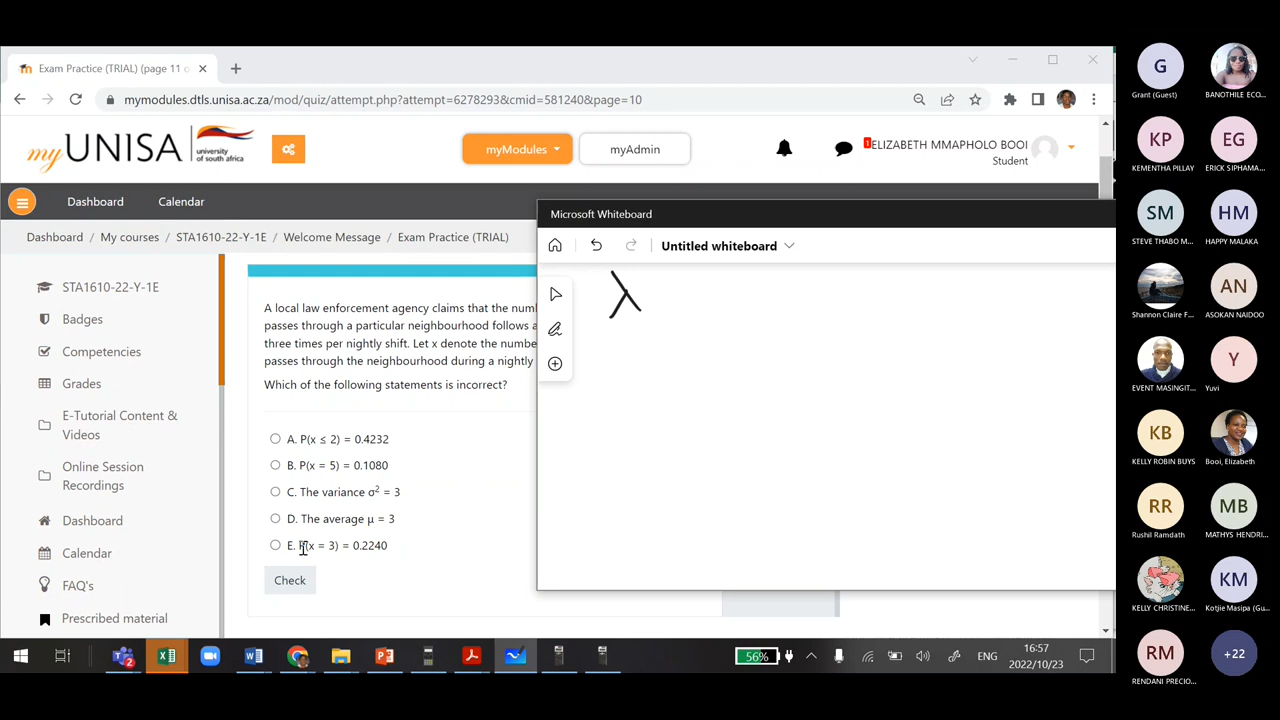 Exam Practice (TRIAL) (page 11 o
mymodules.dtls.unisa.ac.za/mod/quiz/attempt.php?attempt=6278293&cmid=581240&page=10
myUNISA
university
of south africa
myModules
myAdmin
1
ELIZABETH MMAPHOLO BOOI
Student
Dashboard
Calendar
Dashboard / My courses / STA1610-22-Y-1E / Welcome Message / Exam Practice (TRIAL)
STA1610-22-Y-1E
Badges
Competencies
Grades
E-Tutorial Content &
Videos
Online Session
Recordings
Dashboard
Calendar
FAQ's
Prescribed material
A local law enforcement agency claims that the num
passes through a particular neighbourhood follows a
three times per nightly shift. Let x denote the numbe
passes through the neighbourhood during a nightly
Which of the following statements is incorrect?
A. P(x ≤ 2) = 0.4232
B. P(x = 5) = 0.1080
C. The variance σ² = 3
D. The average μ = 3
E. P(x = 3) = 0.2240
Check
Microsoft Whiteboard
Untitled whiteboard
λ
56%
ENG
16:57
2022/10/23
2
G
Grant (Guest)
BANOTHILE ECO...
KP
KEMENTHA PILLAY
EG
ERICK SIPHAMA...
SM
STEVE THABO M...
HM
HAPPY MALAKA
Shannon Claire F...
AN
ASOKAN NAIDOO
EVENT MASINGIT...
Y
Yuvi
KB
KELLY ROBIN BUYS
Booi, Elizabeth
RR
Rushil Ramdath
MB
MATHYS HENDRI...
KELLY CHRISTINE...
KM
Kotjie Masipa (Gu...
RM
RENDANI PRECIO...
+22